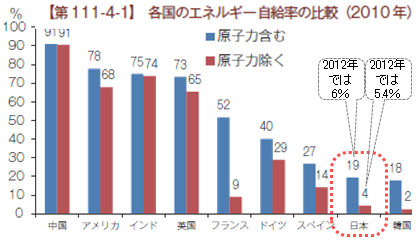 【第111-4-1】 各国のエネルギー自給率の比較 (2010年)
%
100
90
80
70
60
50
40
30
20
10
0
原子力含む
原子力除く
2012年
では
6%
2012年
では
5.4%
91 91
78 68
75 74
73 65
52 9
40 29
27 14
19 4
18 2
中国 アメリカ インド 英国 フランス ドイツ スペイン 日本 韓国